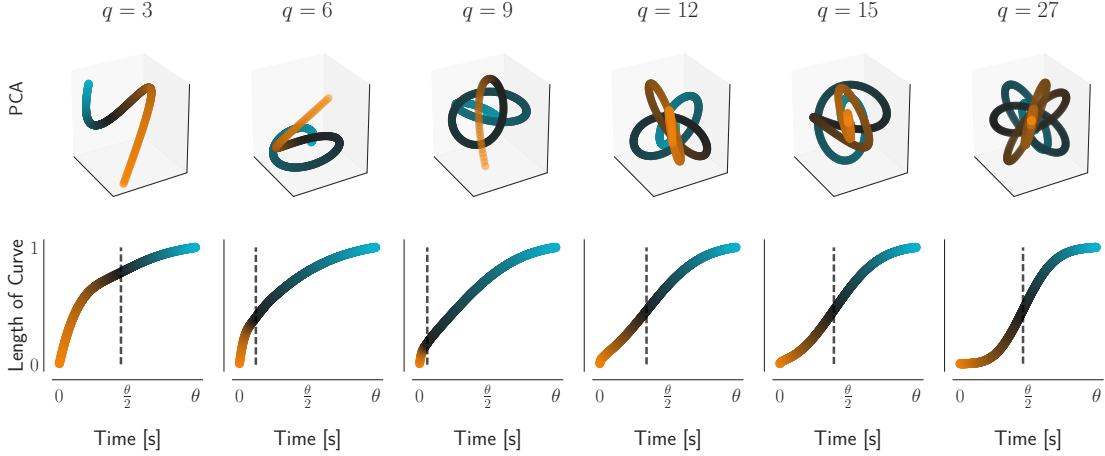 q = 3 q = 6 q = 9 q = 12 q = 15 q = 27
PCA
Length of Curve
1
0
0 θ/2 θ 0 θ/2 θ 0 θ/2 θ 0 θ/2 θ 0 θ/2 θ 0 θ/2 θ
Time [s] Time [s] Time [s] Time [s] Time [s] Time [s]